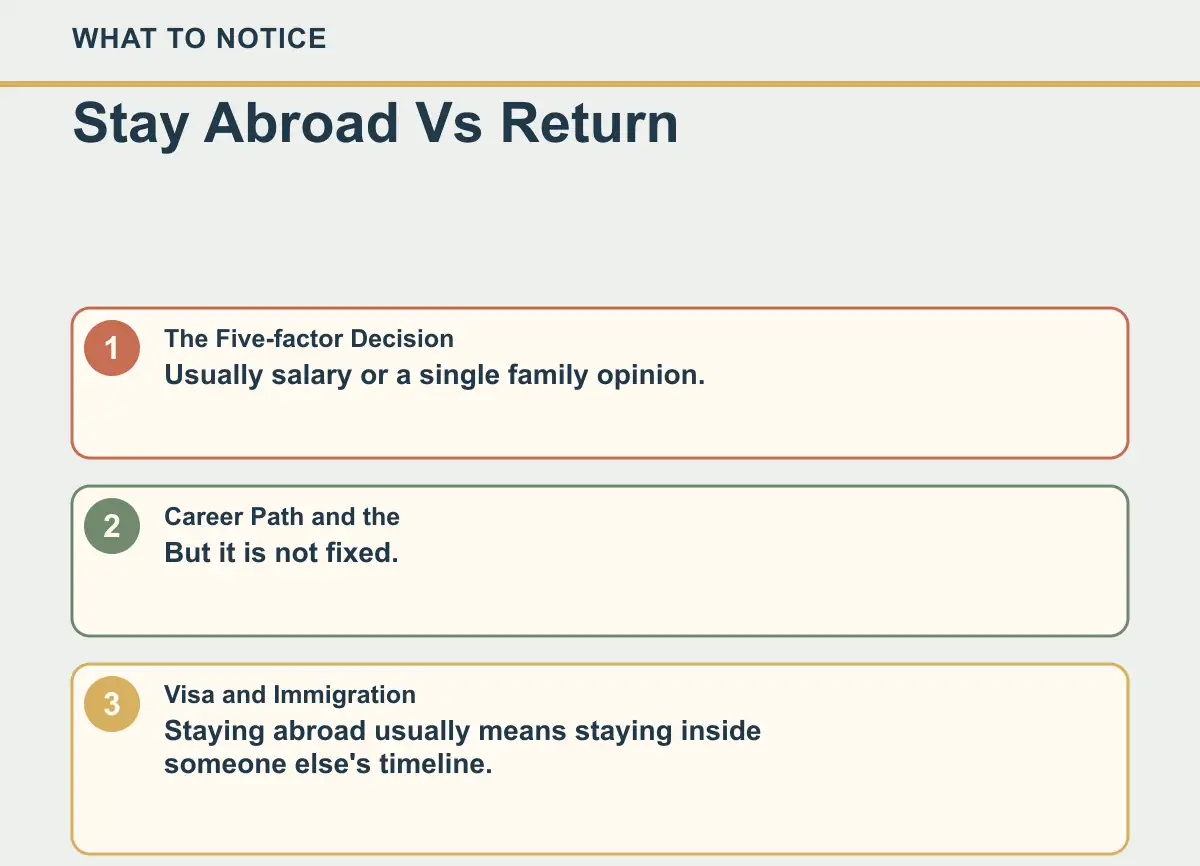 WHAT TO NOTICE
Stay Abroad Vs Return
1
The Five-factor Decision
Usually salary or a single family opinion.
2
Career Path and the
But it is not fixed.
3
Visa and Immigration
Staying abroad usually means staying inside
someone else's timeline.